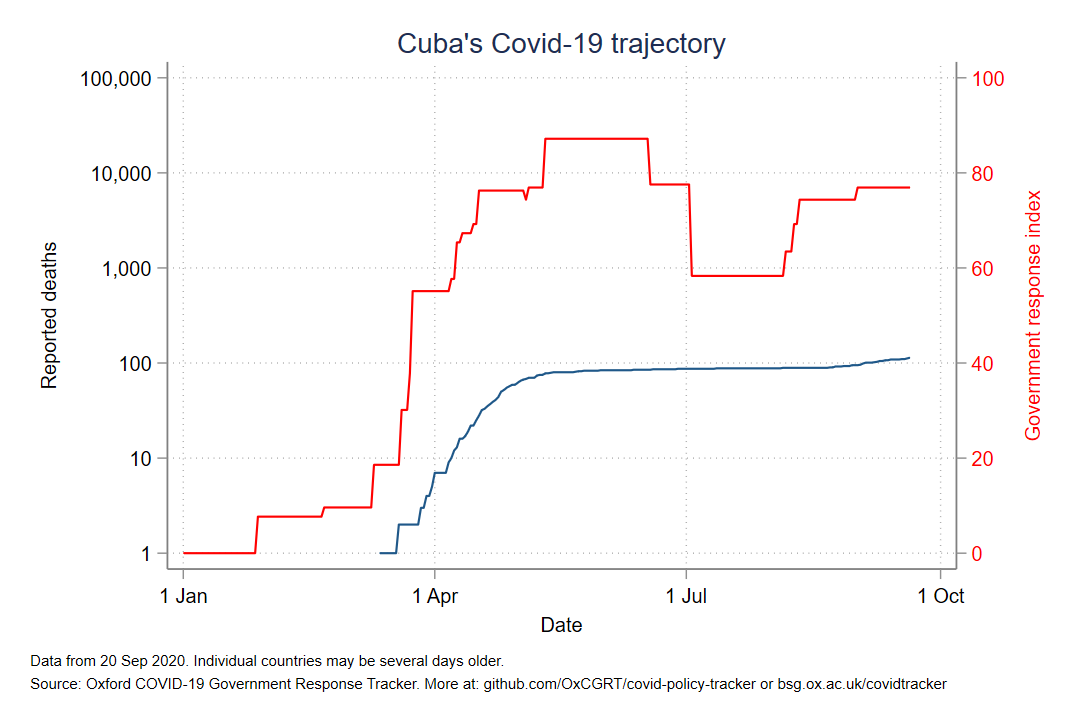 Cuba's Covid-19 trajectory
100,000
10,000
1,000
100
10
1
Reported deaths
100
80
60
40
20
0
Government response index
1 Jan
1 Apr
1 Jul
1 Oct
Date
Data from 20 Sep 2020. Individual countries may be several days older.
Source: Oxford COVID-19 Government Response Tracker. More at: github.com/OxCGRT/covid-policy-tracker or bsg.ox.ac.uk/covidtracker